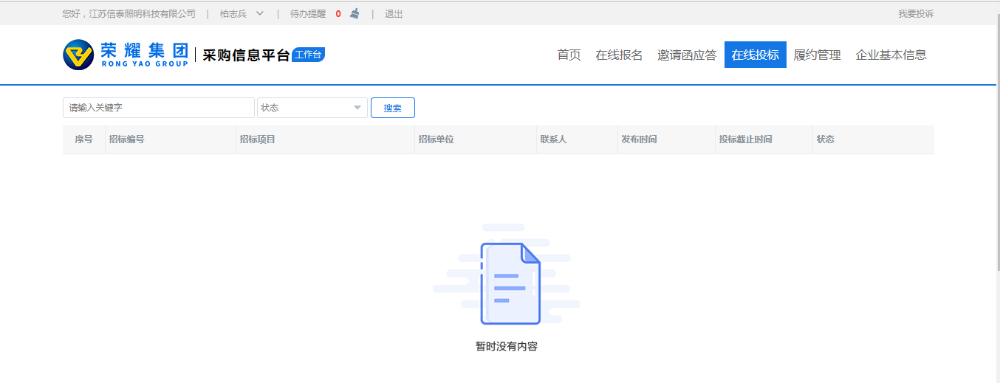 您好，江苏信泰照明科技有限公司 | 柏志兵 | 待办提醒 0 | 退出 我要投诉
荣耀集团 RONG YAO GROUP 采购信息平台 工作台 首页 在线报名 邀请函应答 在线投标 履约管理 企业基本信息
请输入关键字 状态 搜索
序号 招标编号 招标项目 招标单位 联系人 发布时间 投标截止时间 状态
暂时没有内容